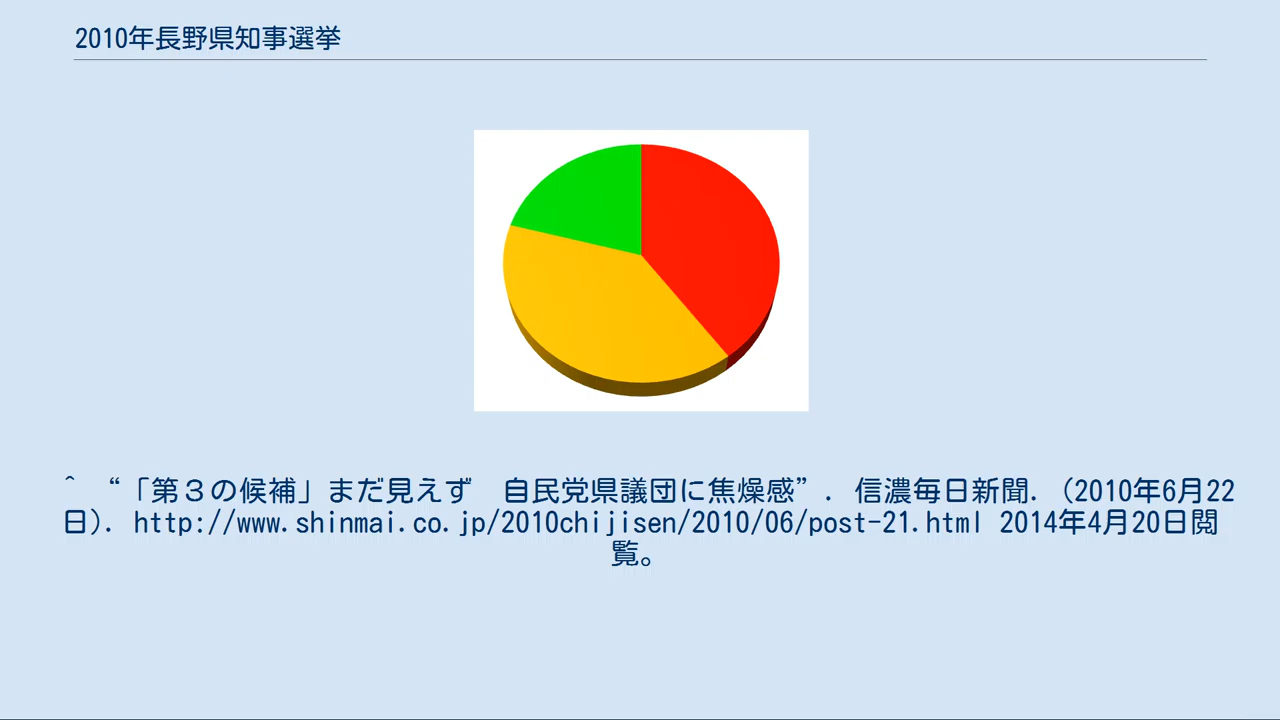 2010年長野県知事選挙
^ “「第３の候補」まだ見えず　自民党県議団に焦燥感”. 信濃毎日新聞. (2010年6月22
日). http://www.shinmai.co.jp/2010chijisen/2010/06/post-21.html 2014年4月20日閲
覧。